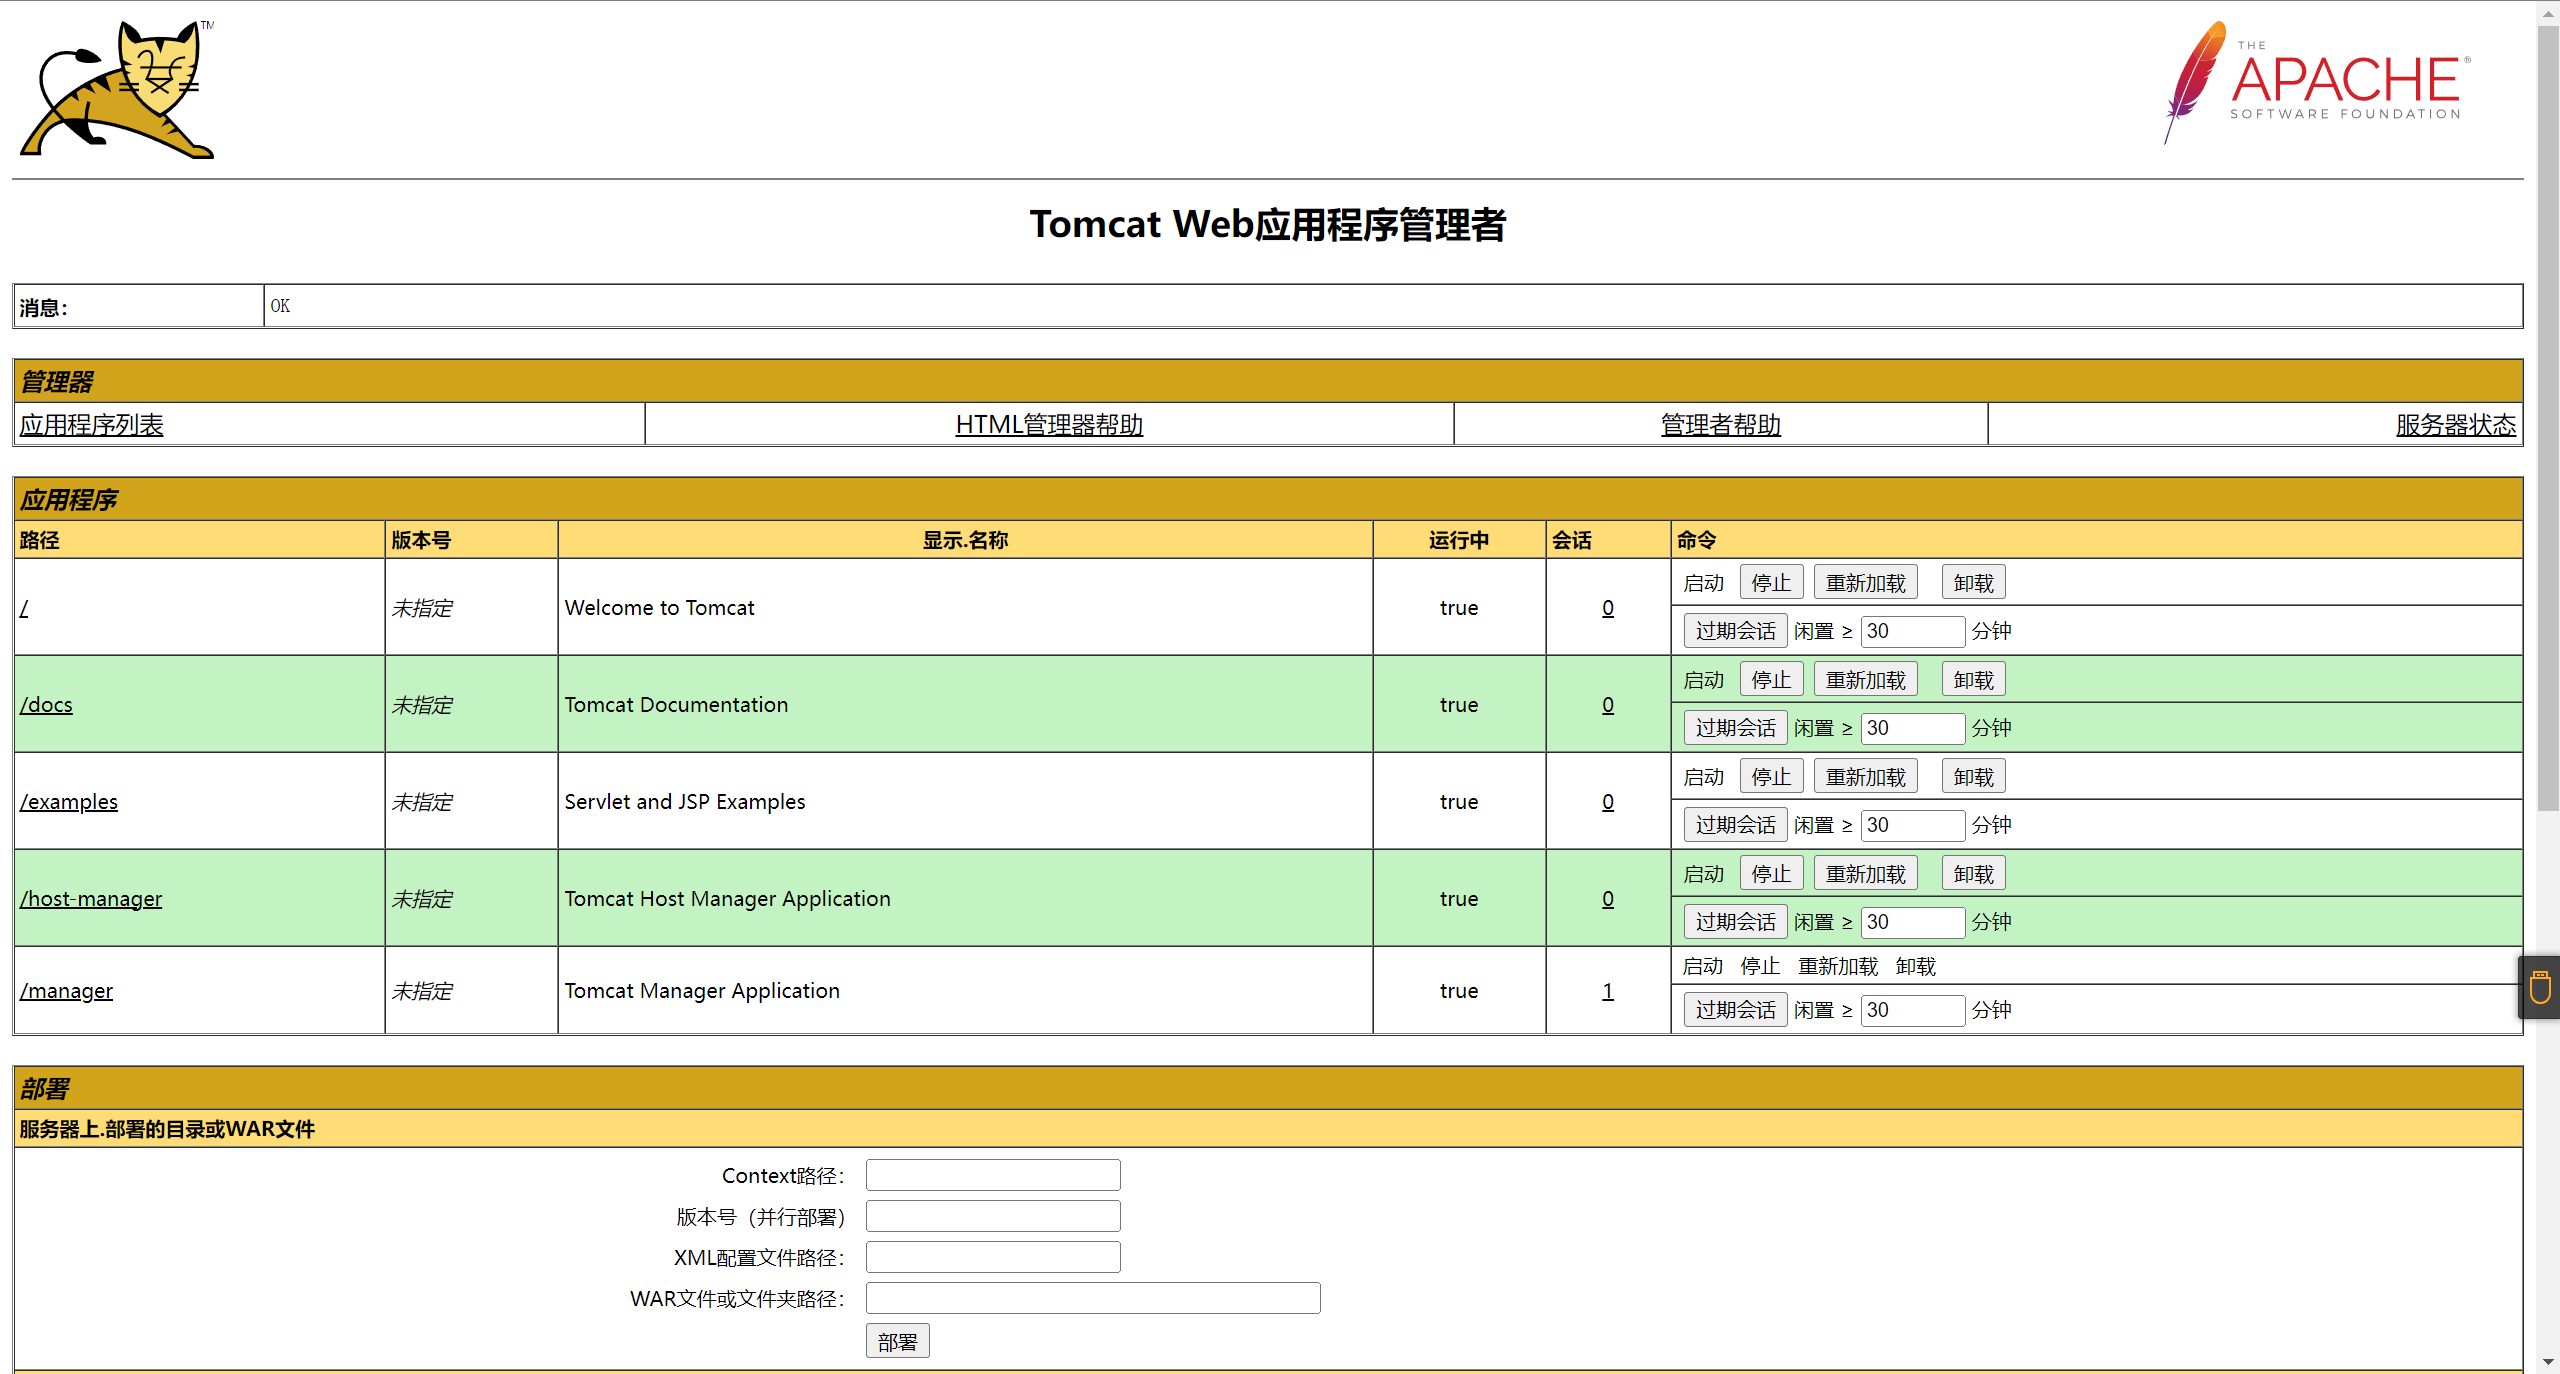 TM
THE
APACHE®
SOFTWARE FOUNDATION
Tomcat Web应用程序管理者
消息： OK
管理器
应用程序列表 HTML管理器帮助 管理者帮助 服务器状态
应用程序
路径 版本号 显示.名称 运行中 会话 命令
/ 未指定 Welcome to Tomcat true 0 启动 停止 重新加载 卸载
过期会话 闲置 ≥ 30 分钟
/docs 未指定 Tomcat Documentation true 0 启动 停止 重新加载 卸载
过期会话 闲置 ≥ 30 分钟
/examples 未指定 Servlet and JSP Examples true 0 启动 停止 重新加载 卸载
过期会话 闲置 ≥ 30 分钟
/host-manager 未指定 Tomcat Host Manager Application true 0 启动 停止 重新加载 卸载
过期会话 闲置 ≥ 30 分钟
/manager 未指定 Tomcat Manager Application true 1 启动 停止 重新加载 卸载
过期会话 闲置 ≥ 30 分钟
部署
服务器上.部署的目录或WAR文件
Context路径：
版本号（并行部署）
XML配置文件路径：
WAR文件或文件夹路径：
部署